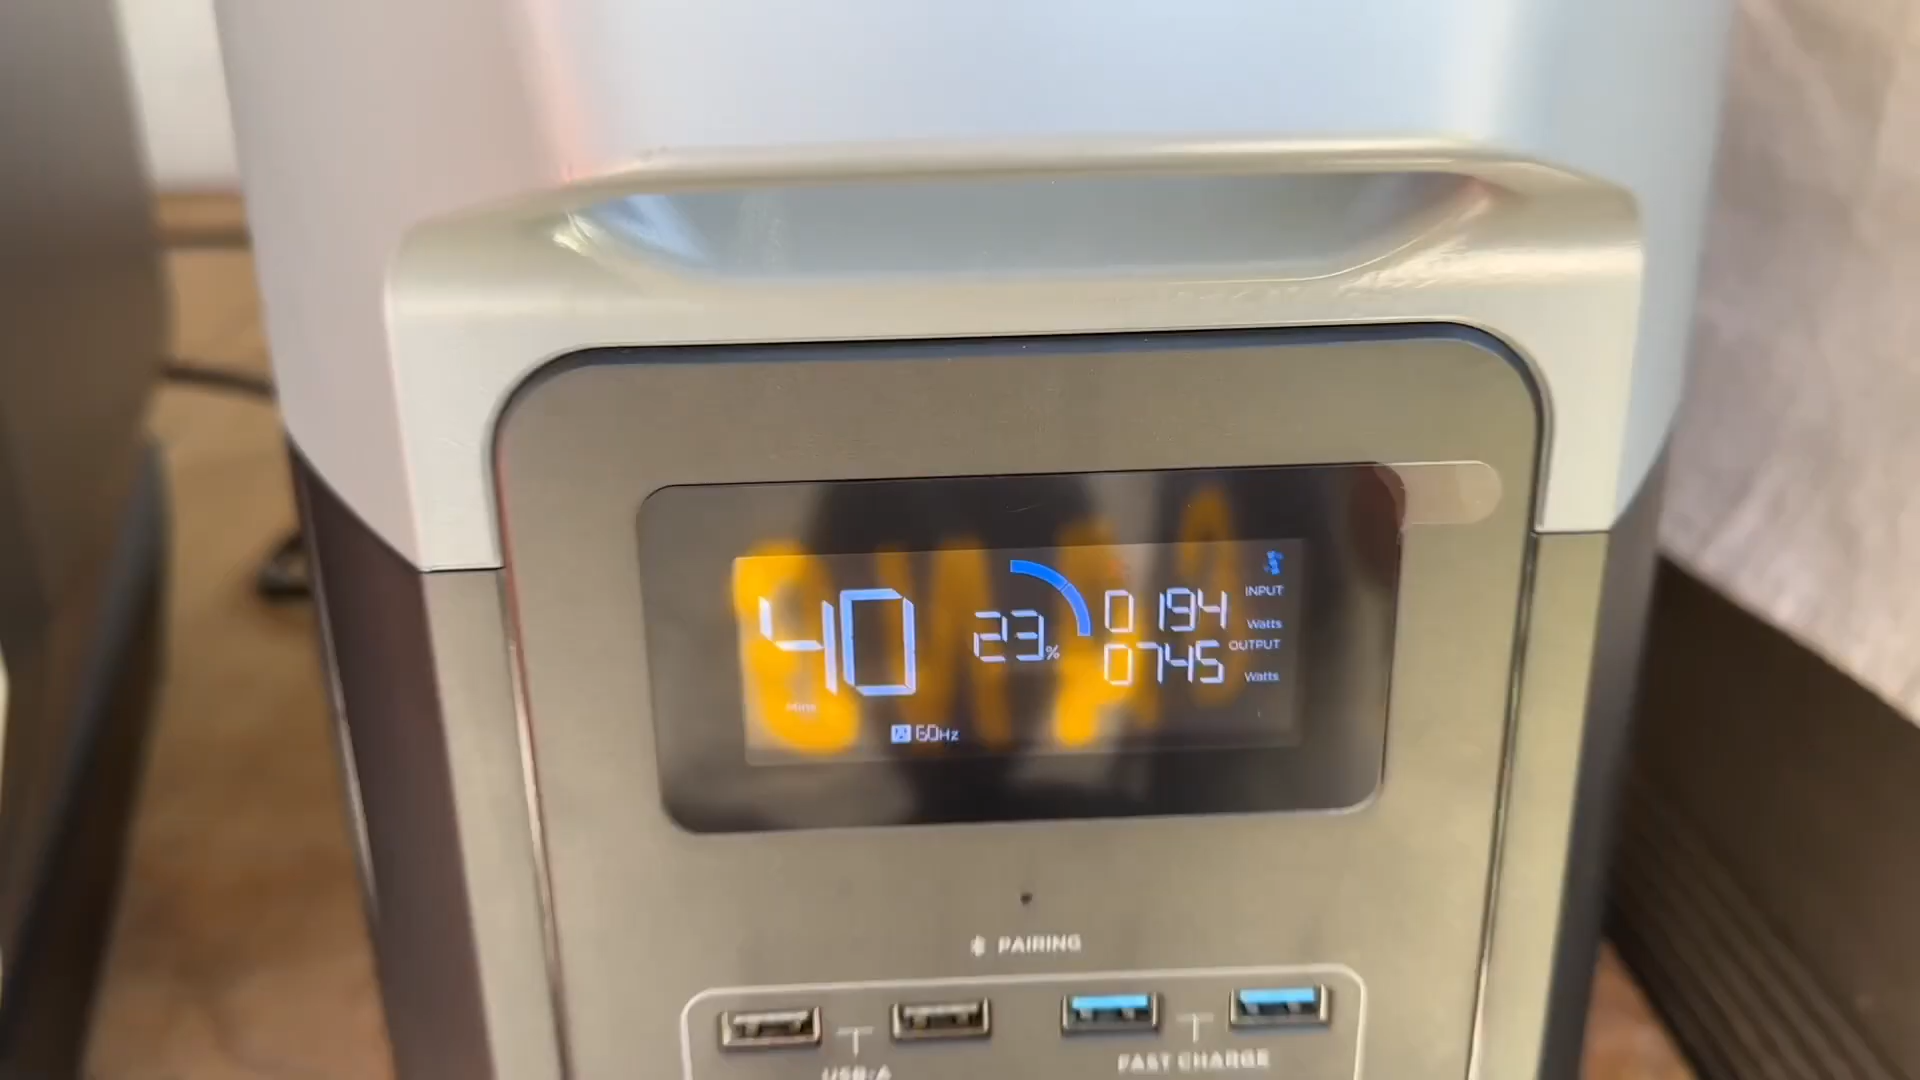 40
Mins
23%
0194
INPUT
Watts
0745
OUTPUT
Watts
60Hz
PAIRING
USB-A
FAST CHARGE